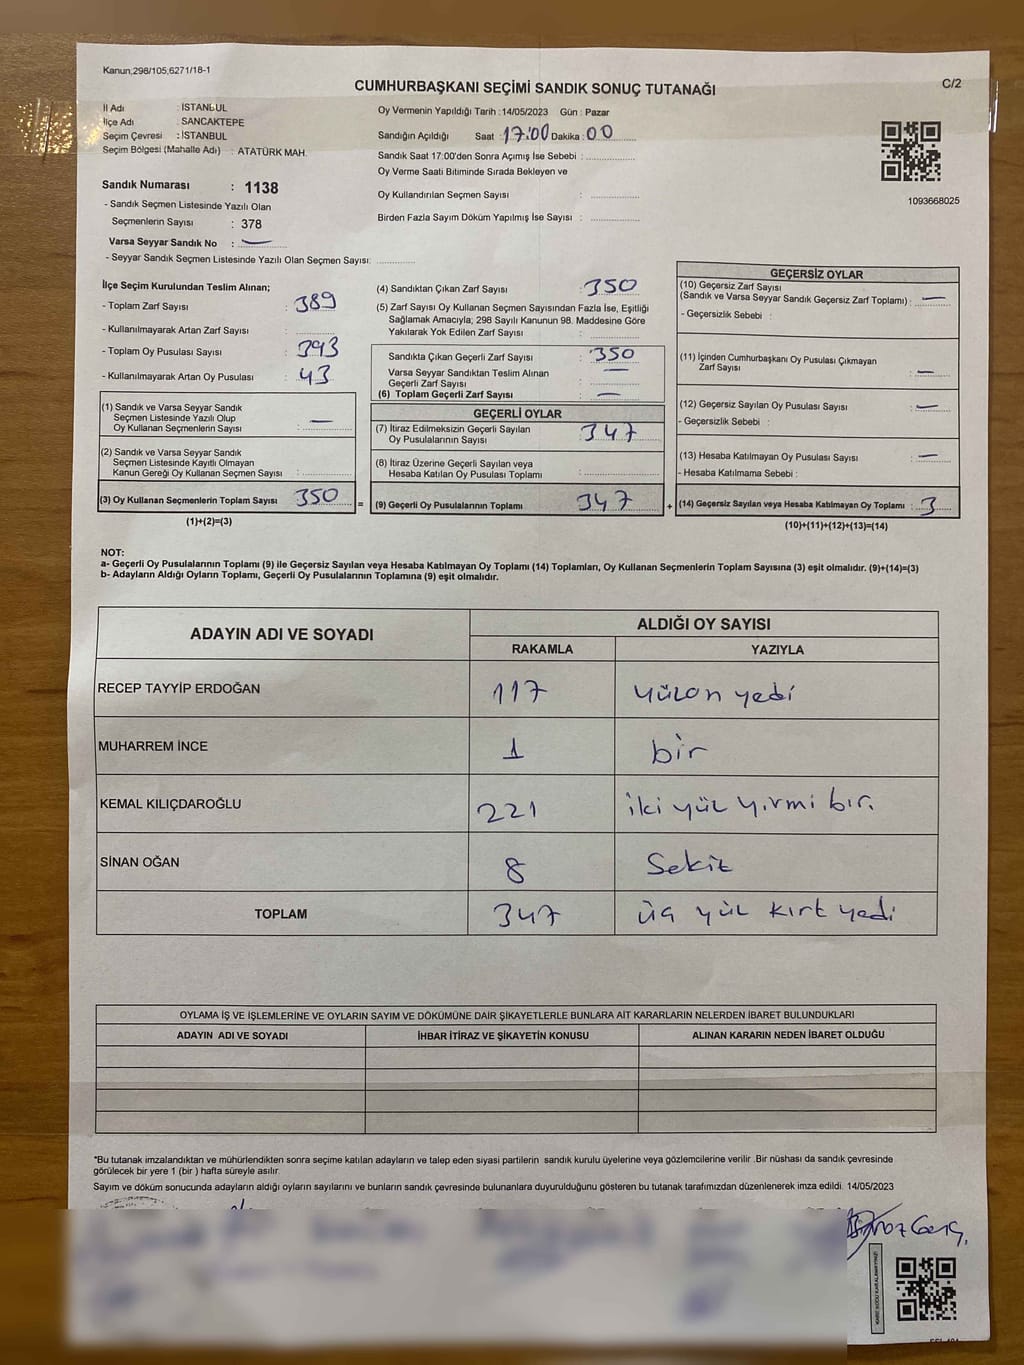 Kanun,298/105,6271/18-1
C/2
CUMHURBAŞKANI SEÇİMİ SANDIK SONUÇ TUTANAĞI
İl Adı : İSTANBUL
İlçe Adı : SANCAKTEPE
Seçim Çevresi : İSTANBUL
Seçim Bölgesi (Mahalle Adı) : ATATÜRK MAH.
Sandık Numarası : 1138
- Sandık Seçmen Listesinde Yazılı Olan
Seçmenlerin Sayısı : 378
Varsa Seyyar Sandık No : —
- Seyyar Sandık Seçmen Listesinde Yazılı Olan Seçmen Sayısı:
Oy Vermenin Yapıldığı Tarih : 14/05/2023 Gün : Pazar
Sandığın Açıldığı Saat : 17:00 Dakika : 00
Sandık Saat 17:00'den Sonra Açımış İse Sebebi :
Oy Verme Saati Bitiminde Sırada Bekleyen ve
Oy Kullandırılan Seçmen Sayısı :
Birden Fazla Sayım Döküm Yapılmış İse Sayısı :
1093668025
İlçe Seçim Kurulundan Teslim Alınan;
- Toplam Zarf Sayısı : 389
- Kullanılmayarak Artan Zarf Sayısı :
- Toplam Oy Pusulası Sayısı : 393
- Kullanılmayarak Artan Oy Pusulası : 43
(1) Sandık ve Varsa Seyyar Sandık
Seçmen Listesinde Yazılı Olup
Oy Kullanan Seçmenlerin Sayısı : —
(2) Sandık ve Varsa Seyyar Sandık
Seçmen Listesinde Kayıtlı Olmayan
Kanun Gereği Oy Kullanan Seçmen Sayısı :
(3) Oy Kullanan Seçmenlerin Toplam Sayısı 350 =
(1)+(2)=(3)
(4) Sandıktan Çıkan Zarf Sayısı : 350
(5) Zarf Sayısı Oy Kullanan Seçmen Sayısından Fazla İse, Eşitliği
Sağlamak Amacıyla; 298 Sayılı Kanunun 98. Maddesine Göre
Yakılarak Yok Edilen Zarf Sayısı :
Sandıkta Çıkan Geçerli Zarf Sayısı : 350
Varsa Seyyar Sandıktan Teslim Alınan —
Geçerli Zarf Sayısı :
(6) Toplam Geçerli Zarf Sayısı : —
GEÇERLİ OYLAR
(7) İtiraz Edilmeksizin Geçerli Sayılan
Oy Pusulalarının Sayısı : 347
(8) İtiraz Üzerine Geçerli Sayılan veya
Hesaba Katılan Oy Pusulası Toplamı :
(9) Geçerli Oy Pusulalarının Toplamı : 347 +
GEÇERSİZ OYLAR
(10) Geçersiz Zarf Sayısı
(Sandık ve Varsa Seyyar Sandık Geçersiz Zarf Toplamı) : —
- Geçersizlik Sebebi :
(11) İçinden Cumhurbaşkanı Oy Pusulası Çıkmayan
Zarf Sayısı : —
(12) Geçersiz Sayılan Oy Pusulası Sayısı : —
- Geçersizlik Sebebi :
(13) Hesaba Katılmayan Oy Pusulası Sayısı : —
- Hesaba Katılmama Sebebi :
(14) Geçersiz Sayılan veya Hesaba Katılmayan Oy Toplamı : 3
(10)+(11)+(12)+(13)=(14)
NOT:
a- Geçerli Oy Pusulalarının Toplamı (9) ile Geçersiz Sayılan veya Hesaba Katılmayan Oy Toplamı (14) Toplamları, Oy Kullanan Seçmenlerin Toplam Sayısına (3) eşit olmalıdır. (9)+(14)=(3)
b- Adayların Aldığı Oyların Toplamı, Geçerli Oy Pusulalarının Toplamına (9) eşit olmalıdır.
ADAYIN ADI VE SOYADI
ALDIĞI OY SAYISI
RAKAMLA YAZIYLA
RECEP TAYYİP ERDOĞAN 117 yüzon yedi
MUHARREM İNCE 1 bir
KEMAL KILIÇDAROĞLU 221 iki yüz yirmi bir.
SİNAN OĞAN 8 Sekiz
TOPLAM 347 üç yüz kırk yedi
OYLAMA İŞ VE İŞLEMLERİNE VE OYLARIN SAYIM VE DÖKÜMÜNE DAİR ŞİKAYETLERLE BUNLARA AİT KARARLARIN NELERDEN İBARET BULUNDUKLARI
ADAYIN ADI VE SOYADI İHBAR İTİRAZ VE ŞİKAYETİN KONUSU ALINAN KARARIN NEDEN İBARET OLDUĞU
*Bu tutanak imzalandıktan ve mühürlendikten sonra seçime katılan adayların ve talep eden siyasi partilerin sandık kurulu üyelerine veya gözlemcilerine verilir .Bir nüshası da sandık çevresinde
görülecek bir yere 1 (bir ) hafta süreyle asılır.
Sayım ve döküm sonucunda adayların aldığı oyların sayılarını ve bunların sandık çevresinde bulunanlara duyurulduğunu gösteren bu tutanak tarafımızdan düzenlenerek imza edildi. 14/05/2023